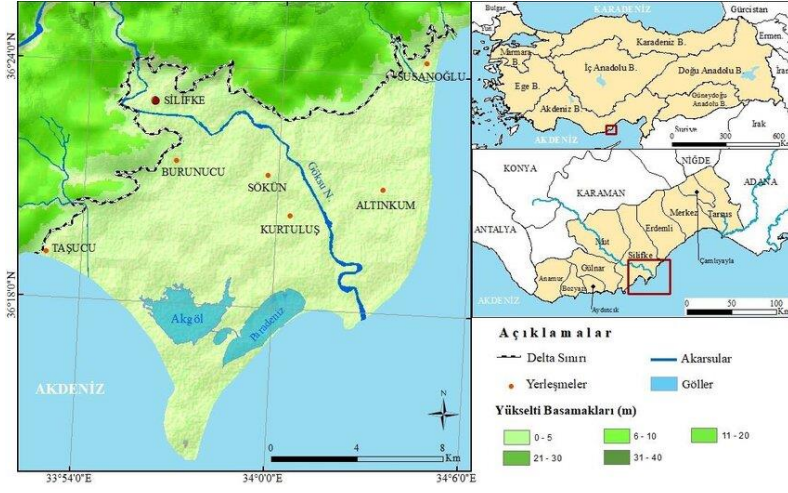 36°24'0"N
36°18'0"N
SİLİFKE
SUSANOĞLU
BURUNUCU
SÖKÜN
ALTINKUM
KURTULUŞ
TAŞUCU
Göksu N.
Akgöl
Paradeniz
AKDENİZ
N
0 4 8
Km
33°54'0"E 34°0'0"E 34°6'0"E
Bulgar.
KARADENİZ
Gürcistan
Yun.
Ermen.
Marmara B.
Karadeniz B.
İran
İç Anadolu B.
Doğu Anadolu B.
Ege B.
Güneydoğu Anadolu B.
Akdeniz B.
AKDENİZ
Suriye
Irak
0 300 600
Km
KONYA
NİĞDE
KARAMAN
ADANA
ANTALYA
Merkez
Tarsus
Erdemli
Mut
Silifke
Çamlıyayla
Gülnar
Anamur
Bozyazı
Aydıncık
AKDENİZ
0 50 100
Km
Açıklamalar
Delta Sınırı
Akarsular
Yerleşmeler
Göller
Yükselti Basamakları (m)
0 - 5
6 - 10
11 - 20
21 - 30
31 - 40